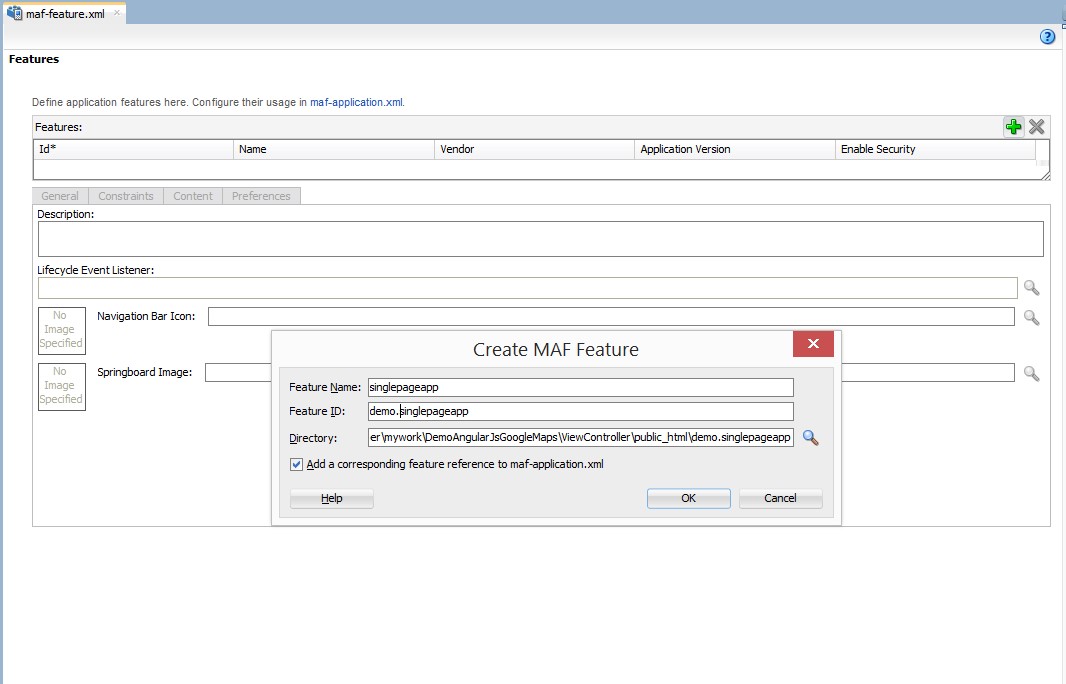 maf-feature.xml
Features
Define application features here. Configure their usage in maf-application.xml.
Features:
Id* Name Vendor Application Version Enable Security
General Constraints Content Preferences
Description:
Lifecycle Event Listener:
No
Image
Specified
Navigation Bar Icon:
No
Image
Specified
Springboard Image:
Create MAF Feature
Feature Name: singlepageapp
Feature ID: demo.singlepageapp
Directory: er\mywork\DemoAngularJsGoogleMaps\ViewController\public_html\demo.singlepageapp
Add a corresponding feature reference to maf-application.xml
Help OK Cancel